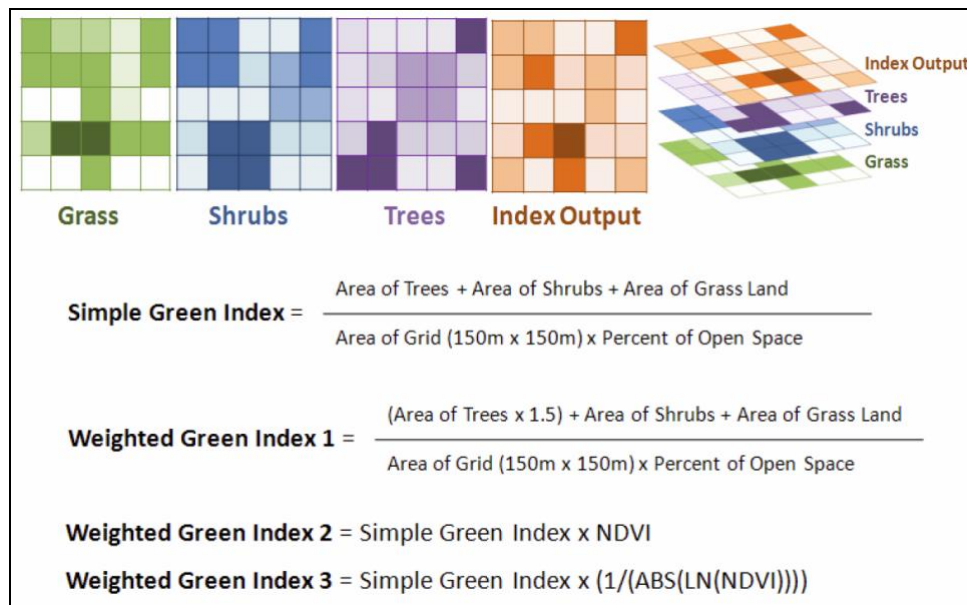 Grass
Shrubs
Trees
Index Output
Index Output
Trees
Shrubs
Grass
Simple Green Index =
Area of Trees + Area of Shrubs + Area of Grass Land
Area of Grid (150m x 150m) x Percent of Open Space
Weighted Green Index 1 =
(Area of Trees x 1.5) + Area of Shrubs + Area of Grass Land
Area of Grid (150m x 150m) x Percent of Open Space
Weighted Green Index 2 = Simple Green Index x NDVI
Weighted Green Index 3 = Simple Green Index x (1/(ABS(LN(NDVI))))